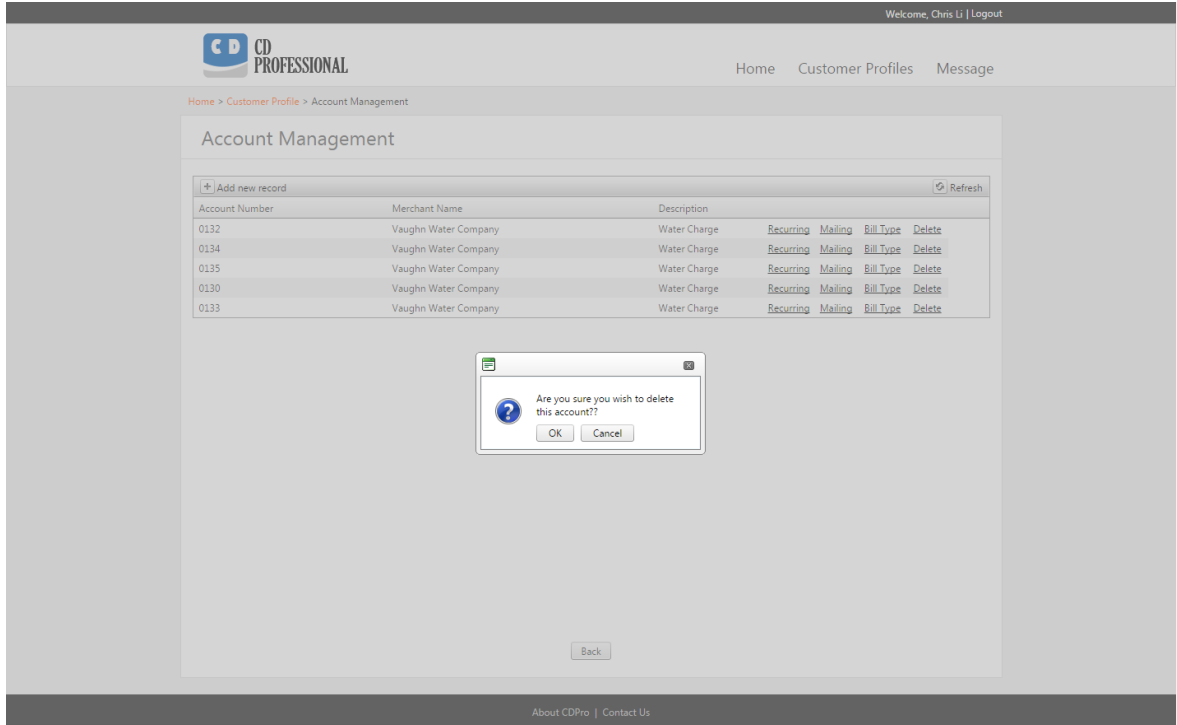 Welcome, Chris Li | Logout
CD
CD
PROFESSIONAL
Home Customer Profiles Message
Home > Customer Profile > Account Management
Account Management
+ Add new record Refresh
Account Number Merchant Name Description
0132 Vaughn Water Company Water Charge Recurring Mailing Bill Type Delete
0134 Vaughn Water Company Water Charge Recurring Mailing Bill Type Delete
0135 Vaughn Water Company Water Charge Recurring Mailing Bill Type Delete
0130 Vaughn Water Company Water Charge Recurring Mailing Bill Type Delete
0133 Vaughn Water Company Water Charge Recurring Mailing Bill Type Delete
Are you sure you wish to delete
this account??
OK Cancel
Back
About CDPro | Contact Us